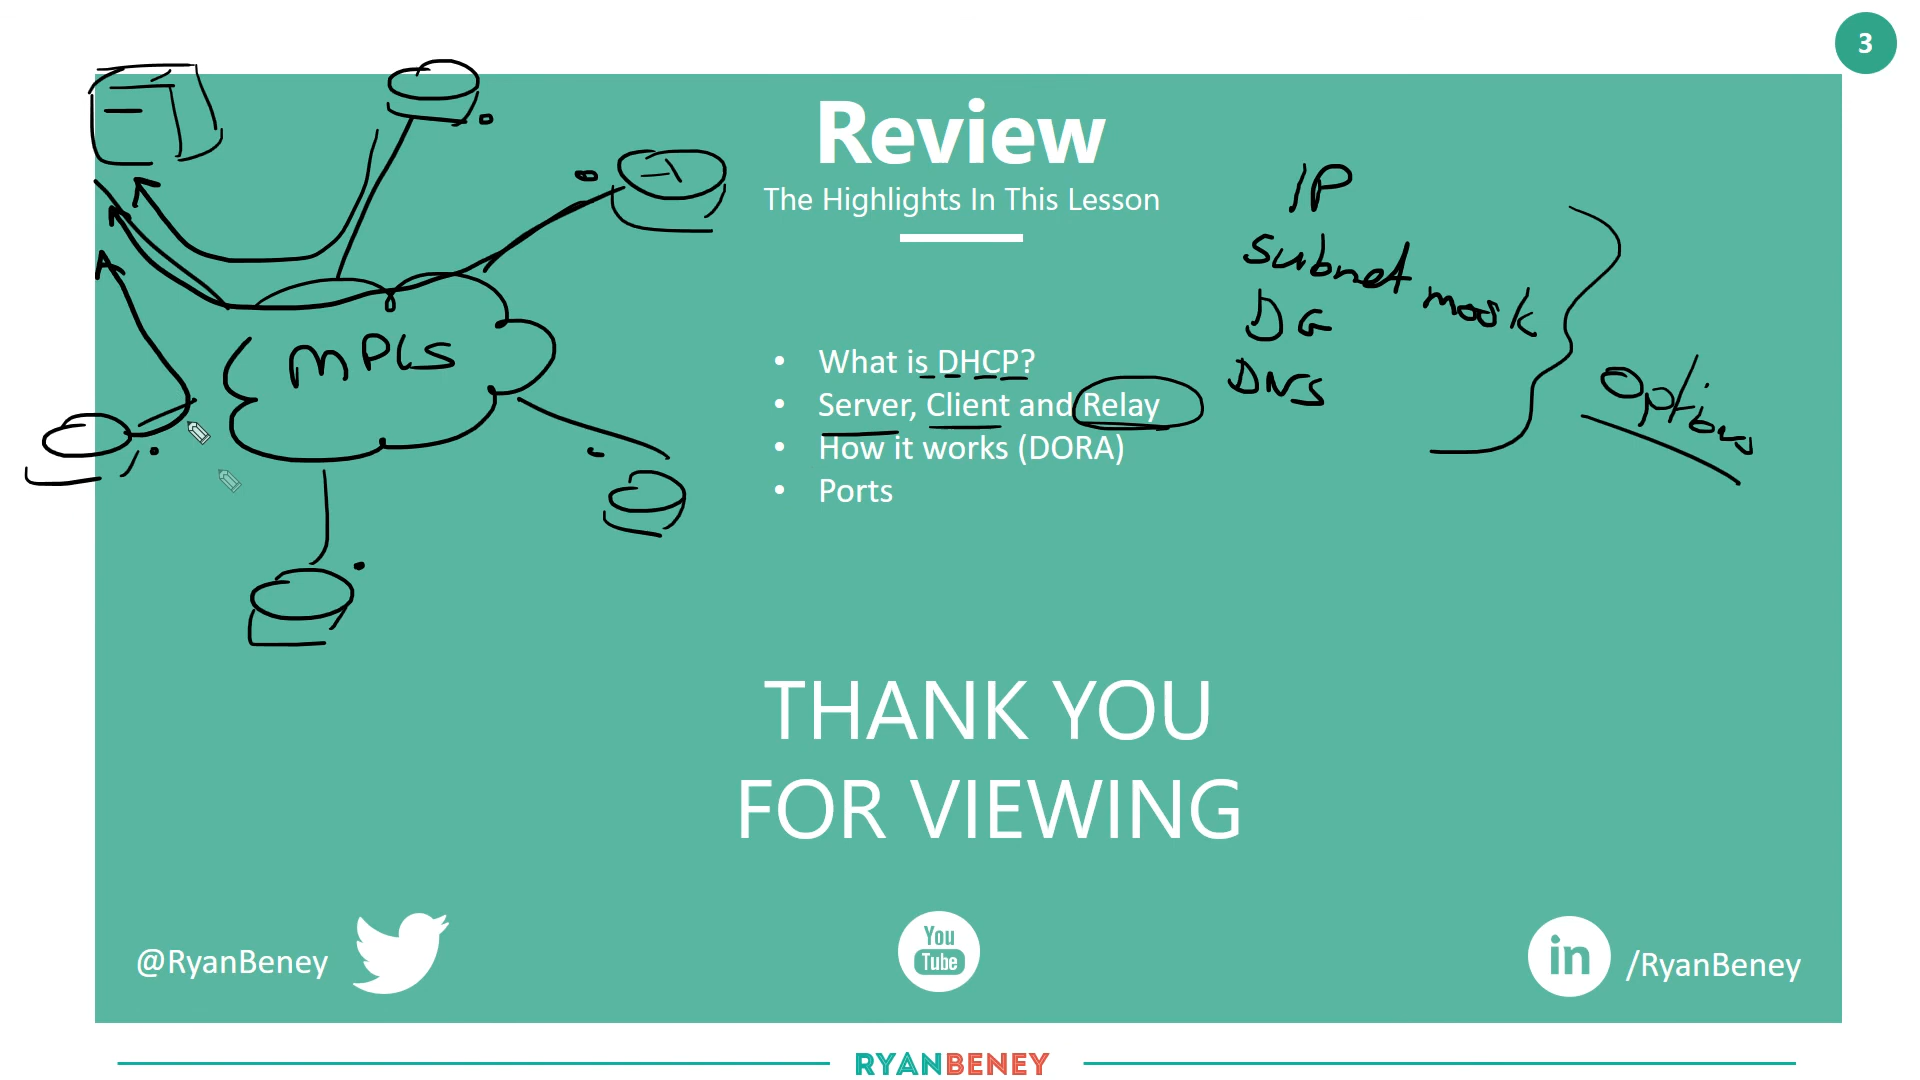 3
Review
The Highlights In This Lesson
IP
Subnet mask
DG
DNS
options
MPLS
• What is DHCP?
• Server, Client and Relay
• How it works (DORA)
• Ports
THANK YOU
FOR VIEWING
@RyanBeney
You
Tube
in
/RyanBeney
RYANBENEY